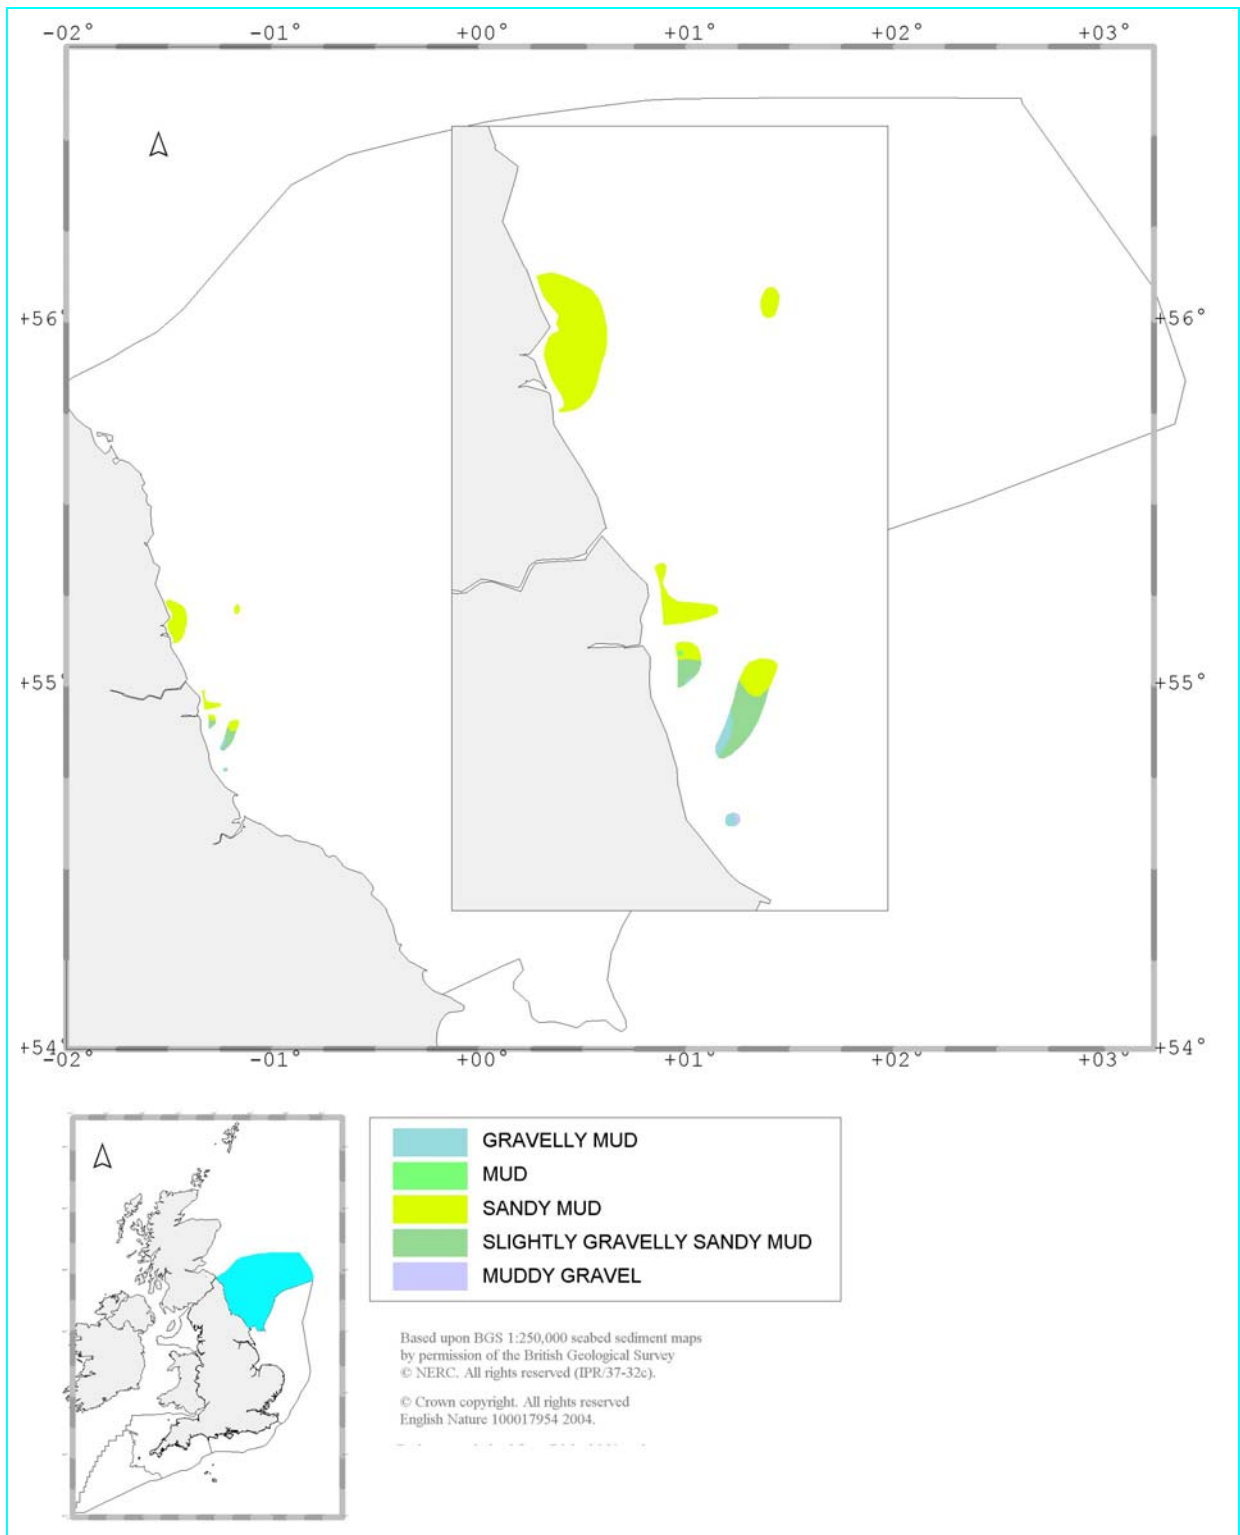 -02° -01° +00° +01° +02° +03°
+56° +56°
+55° +55°
+54° +54°
-02° -01° +00° +01° +02° +03°
GRAVELLY MUD
MUD
SANDY MUD
SLIGHTLY GRAVELLY SANDY MUD
MUDDY GRAVEL
Based upon BGS 1:250,000 seabed sediment maps
by permission of the British Geological Survey
© NERC. All rights reserved (IPR/37-32c).
© Crown copyright. All rights reserved
English Nature 100017954 2004.